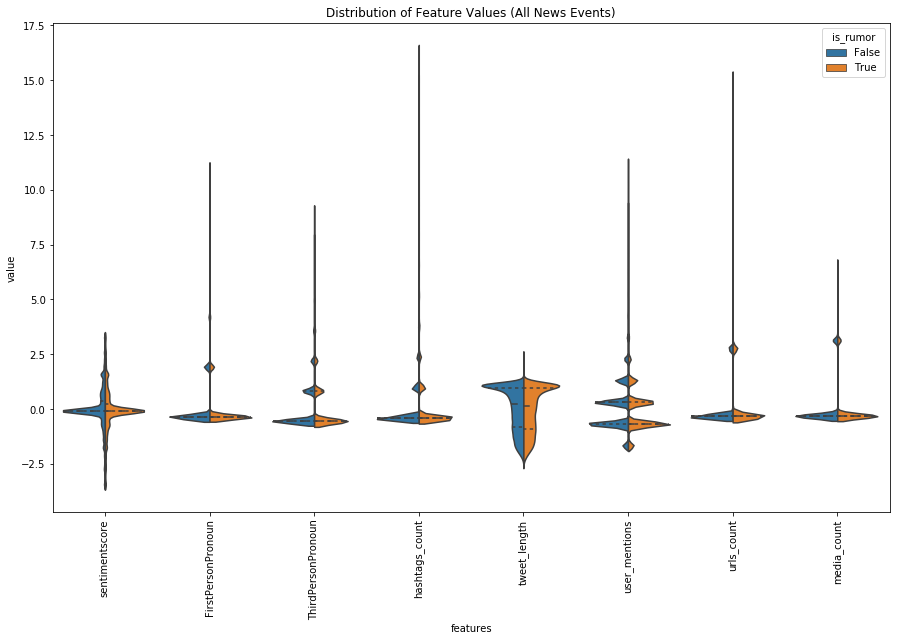 Distribution of Feature Values (All News Events)
is_rumor
False
True
17.5
15.0
12.5
10.0
7.5
5.0
2.5
0.0
−2.5
value
sentimentscore
FirstPersonPronoun
ThirdPersonPronoun
hashtags_count
tweet_length
user_mentions
urls_count
media_count
features